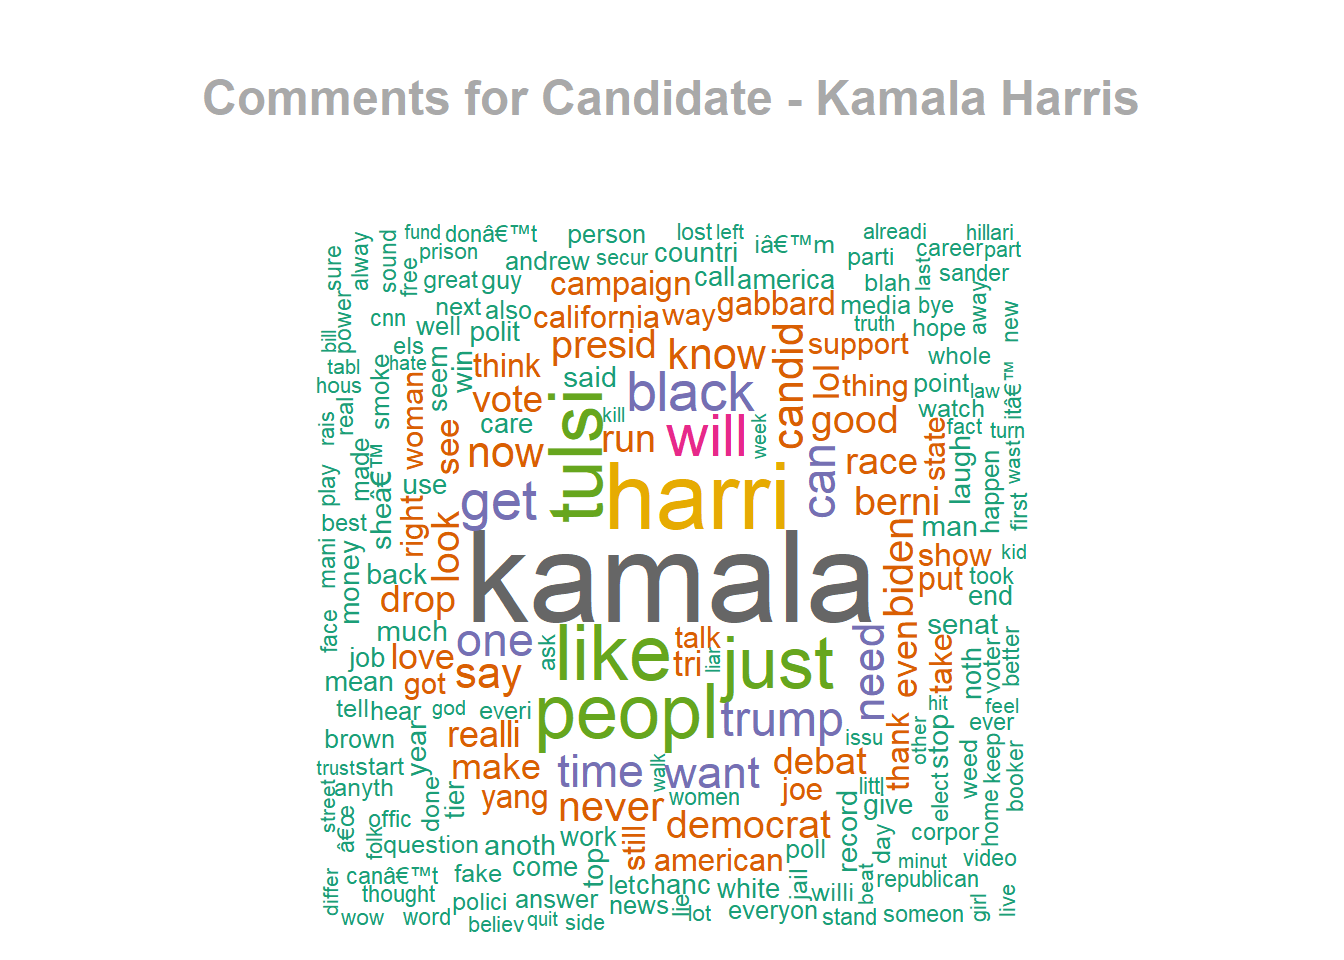 Comments for Candidate - Kamala Harris
fund
donâ€™t
person
lost
left
iâ€™m
alreadi
hillari
sure
alway
sound
prison
andrew
secur
countri
parti
career
part
free
great
guy
campaign
call
america
blah
last
sander
power
next
also
california
way
gabbard
media
bye
away
new
cnn
well
polit
truth
hope
bill
els
presid
know
candid
support
whole
tabl
hate
win
think
said
lol
thing
point
law
itâ€™
hous
smoke
seem
vote
tulsi
black
good
watch
rais
real
woman
see
care
kill
run
will
week
can
race
state
fact
turn
play
made
sheâ€™
now
harri
berni
laugh
happen
wast
first
use
get
best
right
look
man
mani
money
back
kamala
biden
show
kid
put
took
drop
end
face
much
one
like
talk
just
need
even
senat
job
love
say
ask
tri
liar
take
noth
voter
better
mean
got
tell
hear
god
everi
peopl
trump
hit
feel
brown
year
realli
issu
thank
other
stop
ever
trust
start
make
time
walk
want
debat
weed
keep
street
anyth
done
tier
yang
never
women
joe
littl
give
elect
home
booker
â€œ
offic
folk
question
anoth
work
still
democrat
record
day
corpor
canâ€™t
fake
come
top
american
poll
minut
video
differ
thought
polici
answer
let
chanc
white
jail
willi
beat
republican
wow
word
believ
quit
side
news
lie
lot
everyon
stand
someon
girl
live